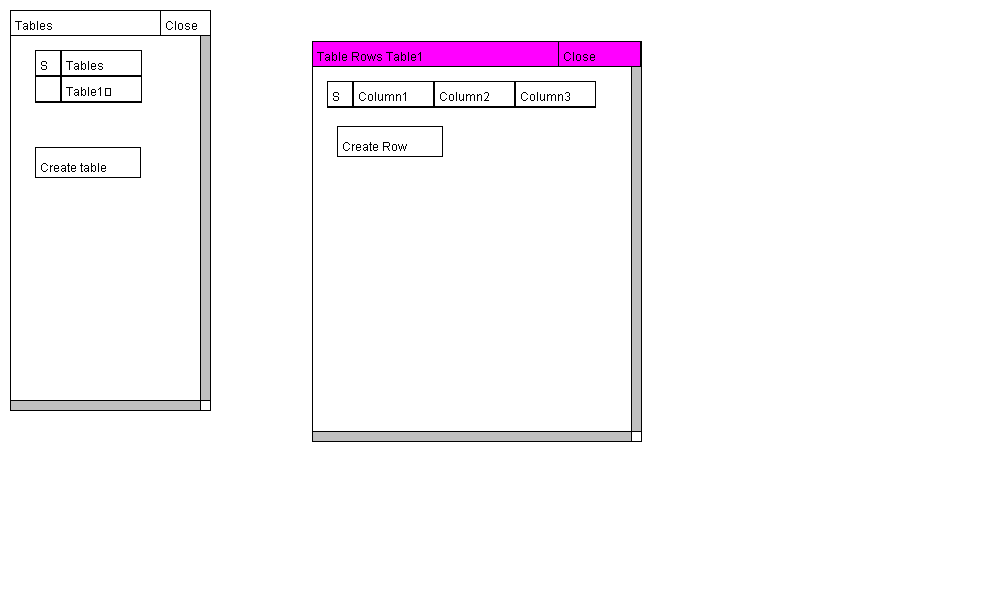 Tables Close
S Tables
Table1▯
Create table
Table Rows Table1 Close
S Column1 Column2 Column3
Create Row